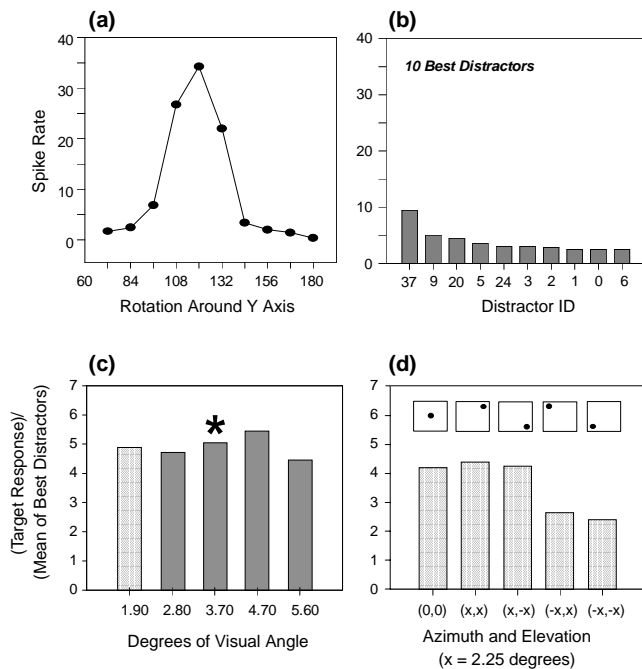 (a)
Spike Rate
40
30
20
10
0
60 84 108 132 156 180
Rotation Around Y Axis
(b)
10 Best Distractors
40
30
20
10
0
37 9 20 5 24 3 2 1 0 6
Distractor ID
(c)
(Target Response)/
(Mean of Best Distractors)
7
6
5
4
3
2
1
0
*
1.90 2.80 3.70 4.70 5.60
Degrees of Visual Angle
(d)
7
6
5
4
3
2
1
0
(0,0) (x,x) (x,-x) (-x,x) (-x,-x)
Azimuth and Elevation
(x = 2.25 degrees)